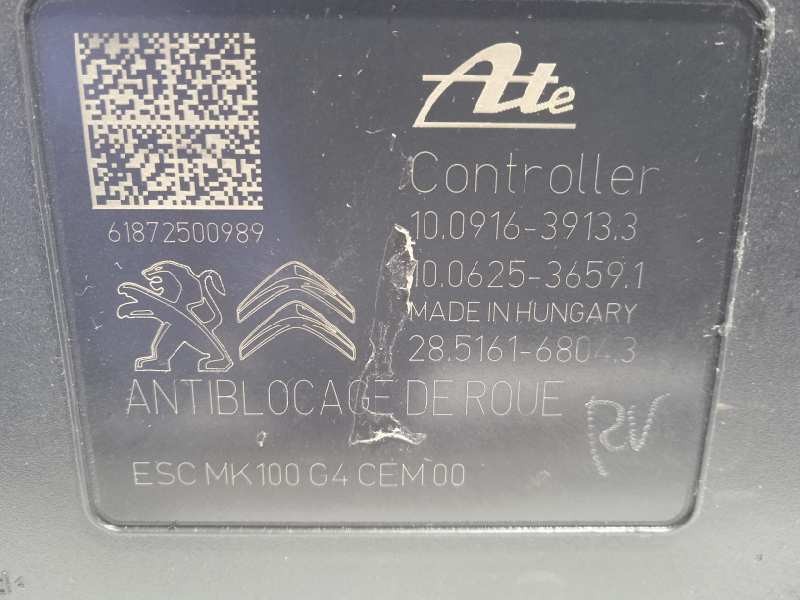 Ate
Controller
61872500989
10.0916-3913.3
10.0625-3659.1
MADE IN HUNGARY
28.5161-6804.3
ANTIBLOCAGE DE ROUE
RV
ESC MK100 G4 CEM 00